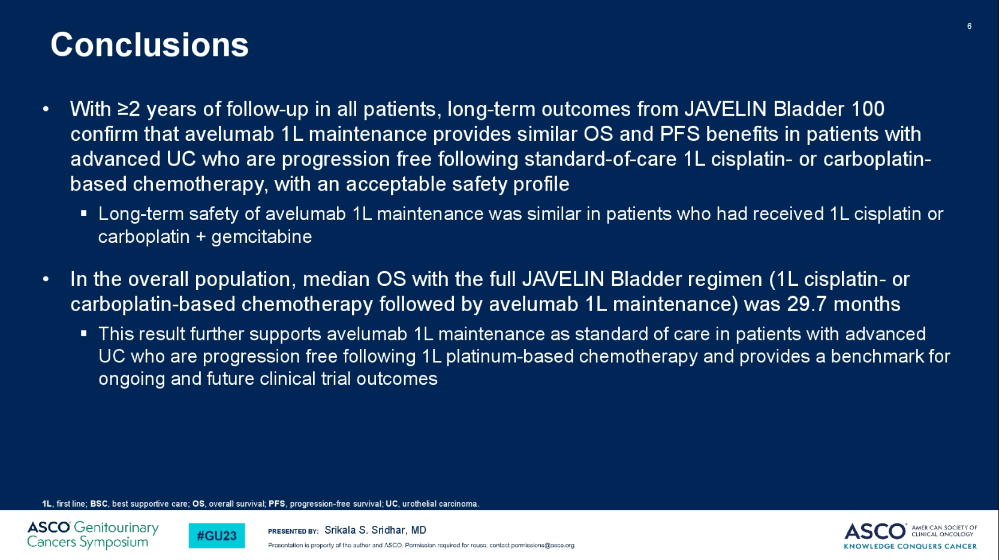 6
Conclusions
• With ≥2 years of follow-up in all patients, long-term outcomes from JAVELIN Bladder 100
confirm that avelumab 1L maintenance provides similar OS and PFS benefits in patients with
advanced UC who are progression free following standard-of-care 1L cisplatin- or carboplatin-
based chemotherapy, with an acceptable safety profile
▪ Long-term safety of avelumab 1L maintenance was similar in patients who had received 1L cisplatin or
carboplatin + gemcitabine
• In the overall population, median OS with the full JAVELIN Bladder regimen (1L cisplatin- or
carboplatin-based chemotherapy followed by avelumab 1L maintenance) was 29.7 months
▪ This result further supports avelumab 1L maintenance as standard of care in patients with advanced
UC who are progression free following 1L platinum-based chemotherapy and provides a benchmark for
ongoing and future clinical trial outcomes
1L, first line; BSC, best supportive care; OS, overall survival; PFS, progression-free survival; UC, urothelial carcinoma.
ASCO Genitourinary
Cancers Symposium
#GU23
PRESENTED BY: Srikala S. Sridhar, MD
Presentation is property of the author and ASCO. Permission required for reuse; contact permissions@asco.org.
ASCO AMERICAN SOCIETY OF
CLINICAL ONCOLOGY
KNOWLEDGE CONQUERS CANCER